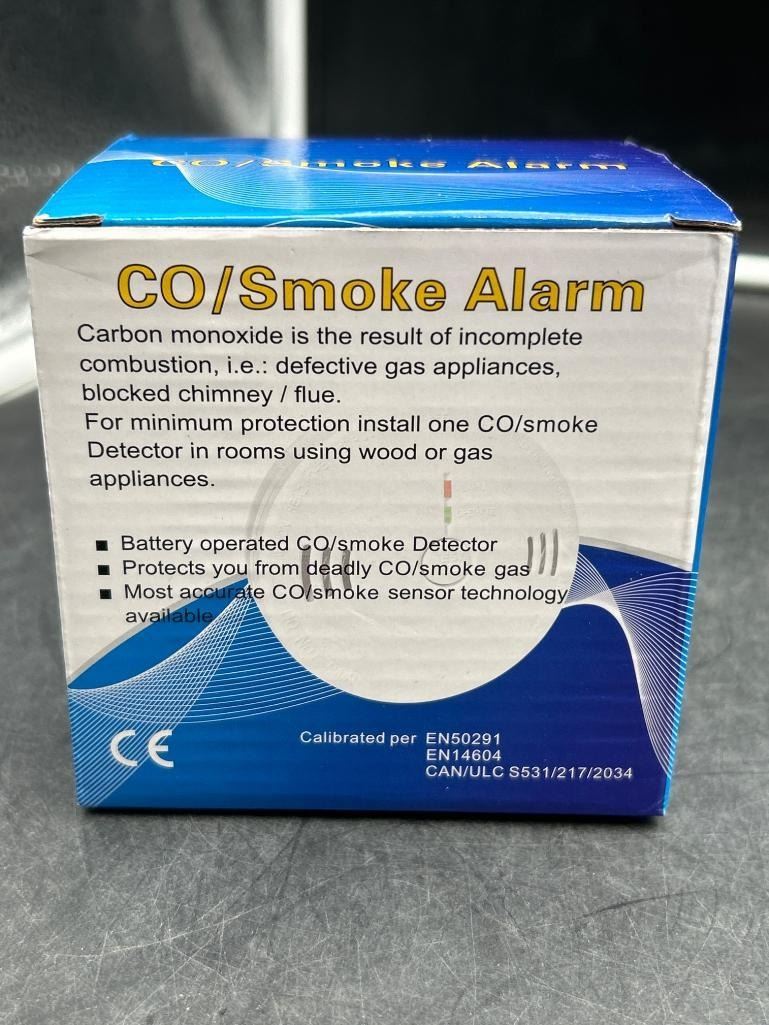 CO/Smoke Alarm
CO/Smoke Alarm
Carbon monoxide is the result of incomplete
combustion, i.e.: defective gas appliances,
blocked chimney / flue.
For minimum protection install one CO/smoke
Detector in rooms using wood or gas
appliances.
■ Battery operated CO/smoke Detector
■ Protects you from deadly CO/smoke gas
■ Most accurate CO/smoke sensor technology
available
CE
Calibrated per EN50291
EN14604
CAN/ULC S531/217/2034